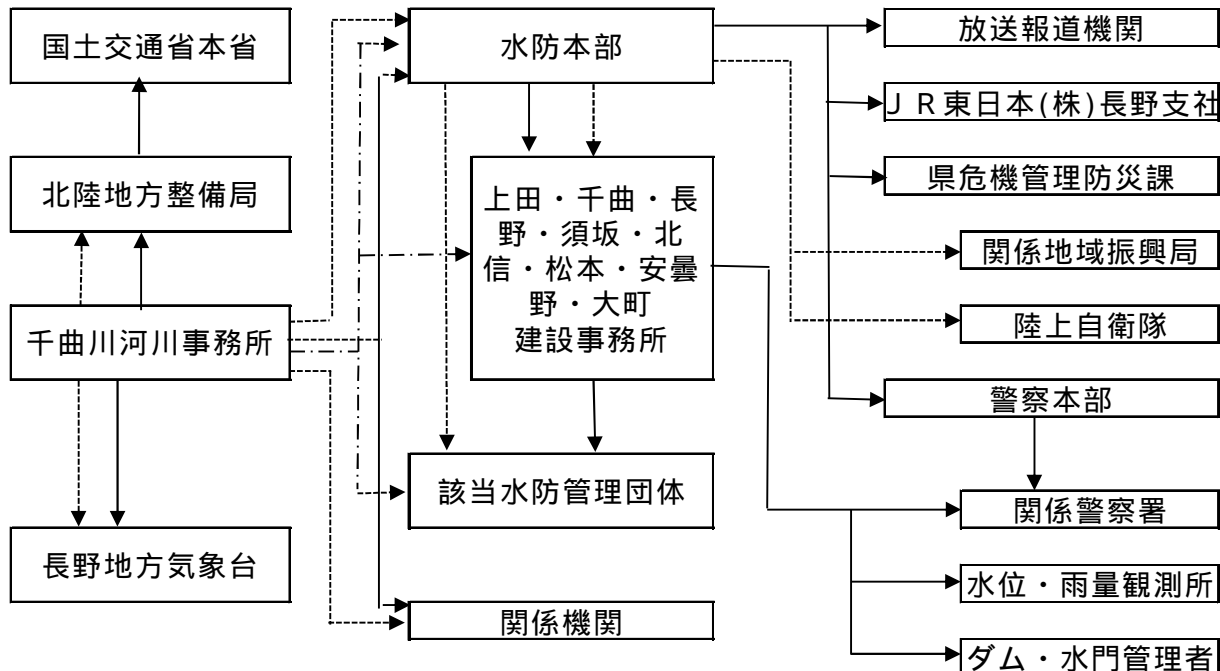 国土交通省本省
北陸地方整備局
千曲川河川事務所
長野地方気象台
水防本部
上田・千曲・長
野・須坂・北
信・松本・安曇
野・大町
建設事務所
該当水防管理団体
関係機関
放送報道機関
ＪＲ東日本(株)長野支社
県危機管理防災課
関係地域振興局
陸上自衛隊
警察本部
関係警察署
水位・雨量観測所
ダム・水門管理者